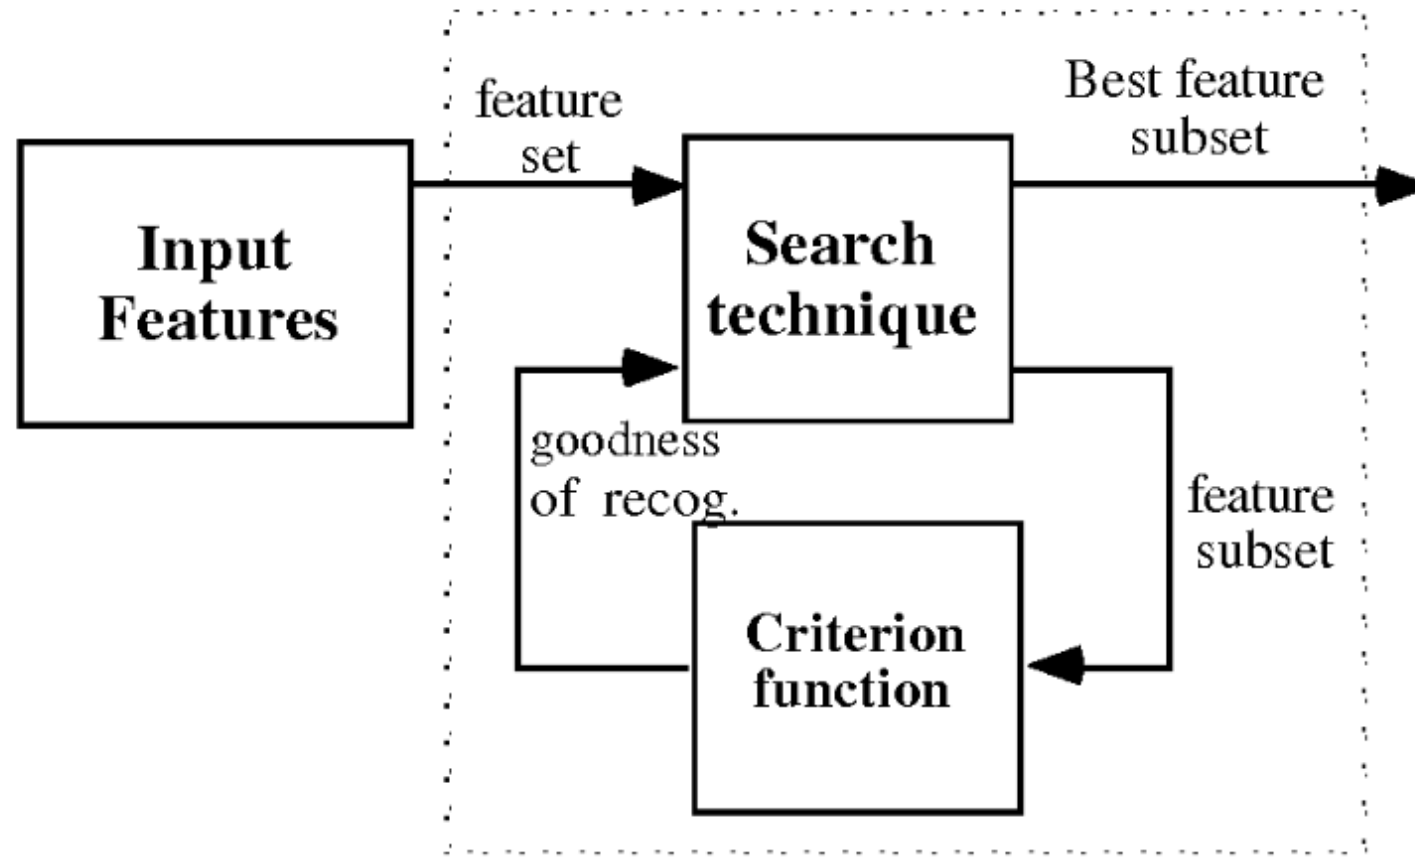 feature
set
Best feature
subset
Input
Features
Search
technique
goodness
of recog.
feature
subset
Criterion
function